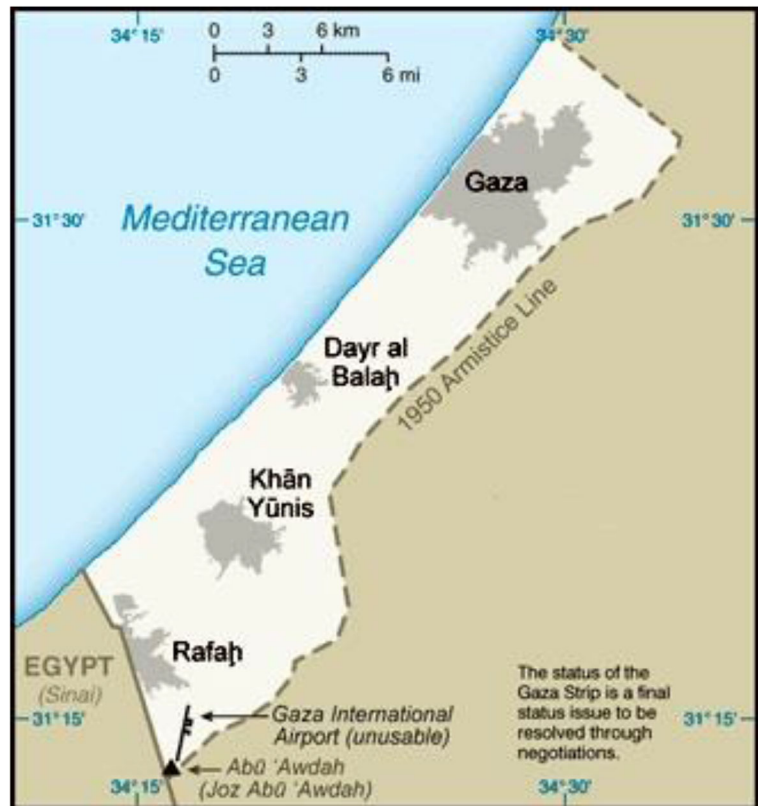 34°15'
0 3 6 km
0 3 6 mi
34°30'
Gaza
31°30'
31°30'
Mediterranean
Sea
Dayr al
Balaḩ
1950 Armistice Line
Khān
Yūnis
Rafaḩ
EGYPT
(Sinai)
The status of the
Gaza Strip is a final
status issue to be
resolved through
negotiations.
31°15'
Gaza International
Airport (unusable)
31°15'
Abū ‘Awdah
(Joz Abū ‘Awdah)
34°15'
34°30'